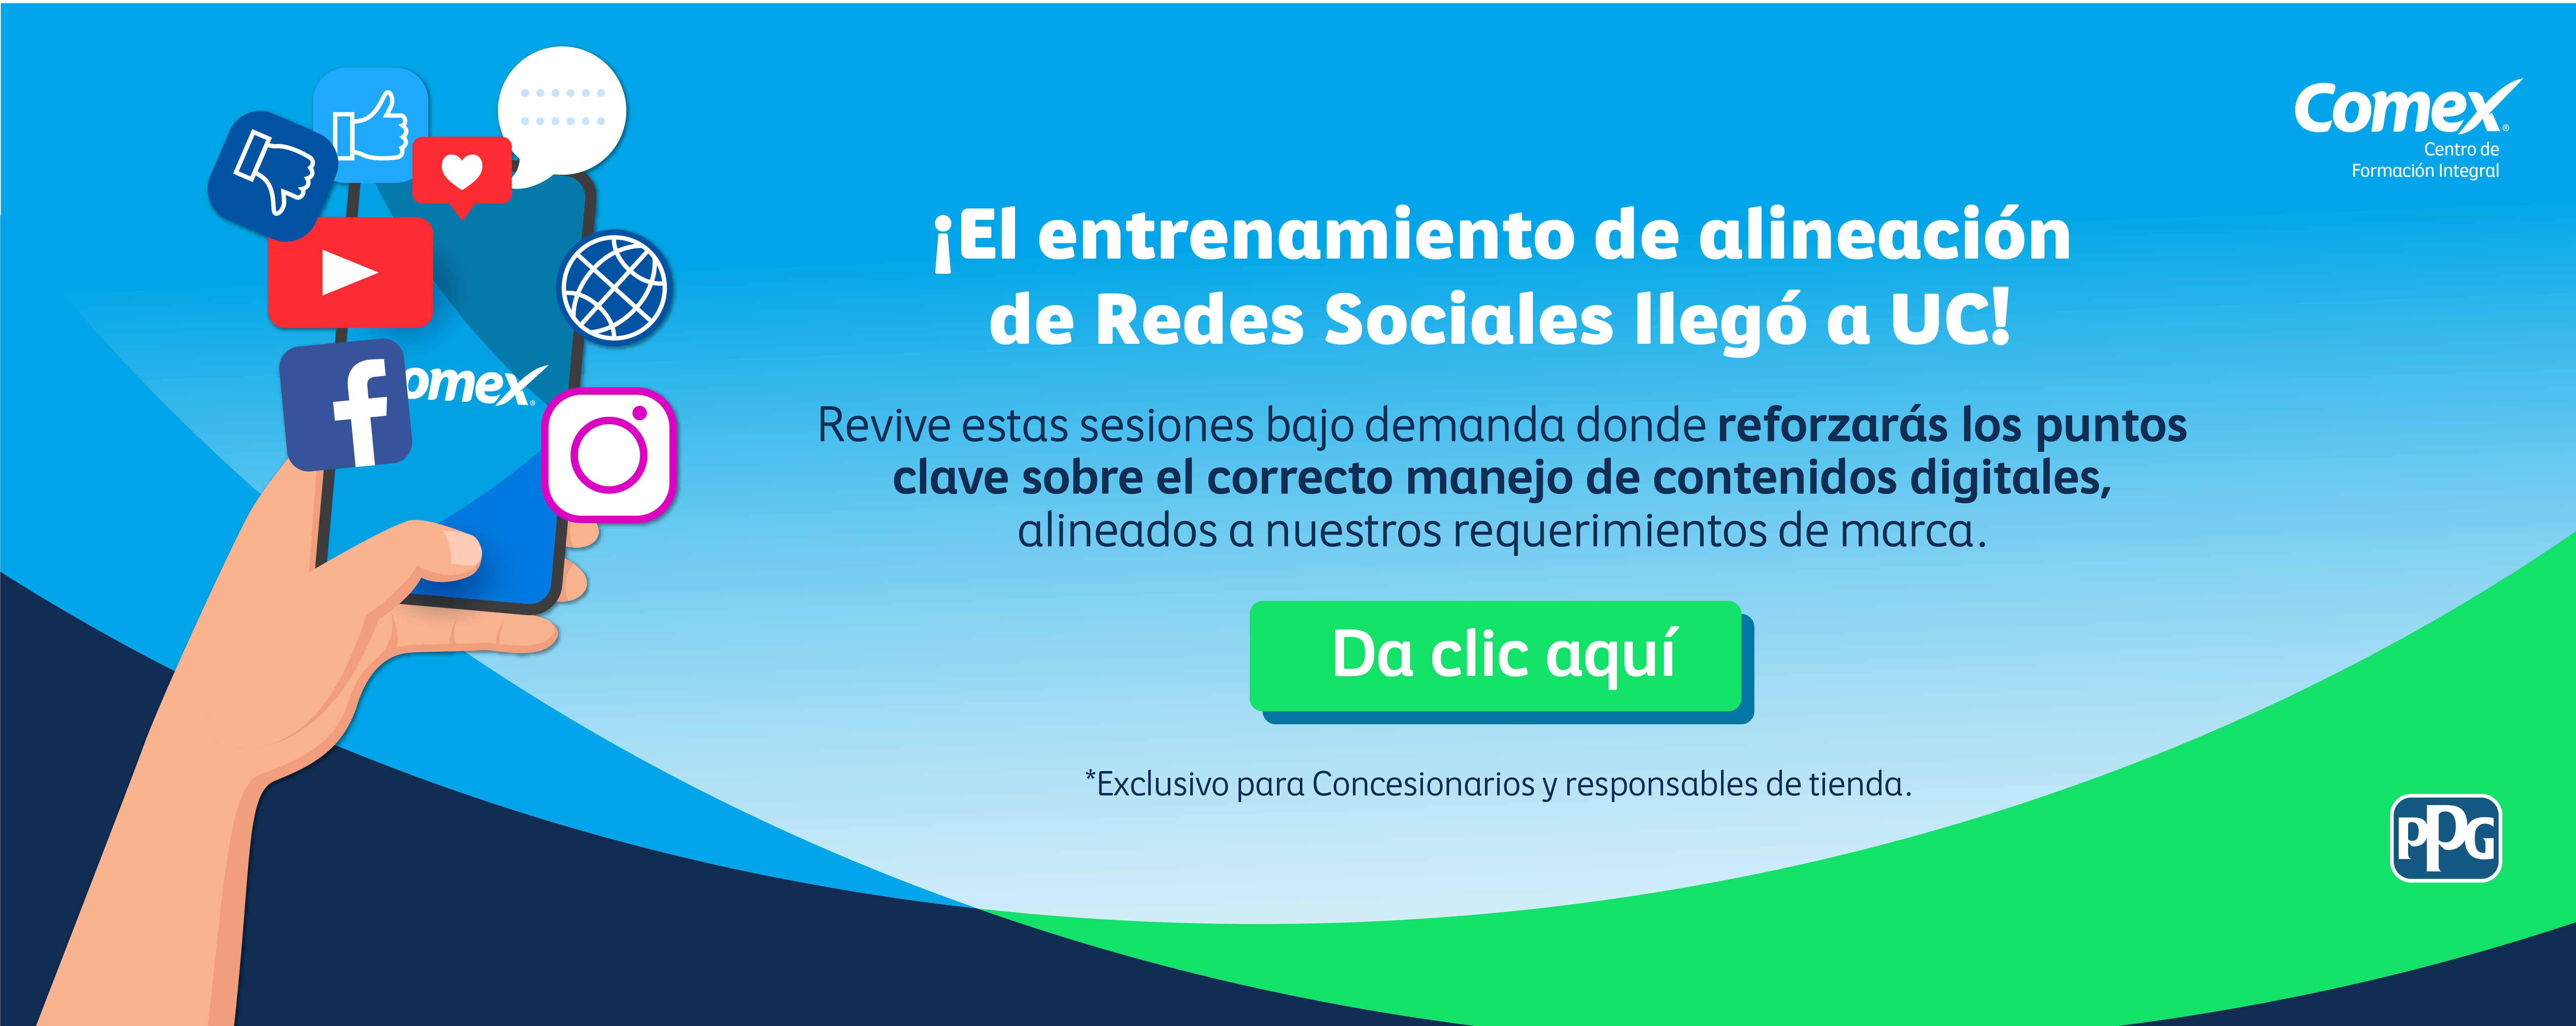 Comex®
Centro de
Formación Integral
¡El entrenamiento de alineación
de Redes Sociales llegó a UC!
omex®
Revive estas sesiones bajo demanda donde reforzarás los puntos
clave sobre el correcto manejo de contenidos digitales,
alineados a nuestros requerimientos de marca.
Da clic aquí
*Exclusivo para Concesionarios y responsables de tienda.
PPG